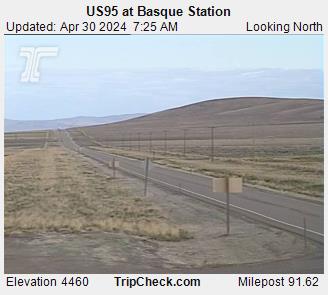 US95 at Basque Station
Updated: Apr 30 2024 7:25 AM Looking North
Elevation 4460 TripCheck.com Milepost 91.62